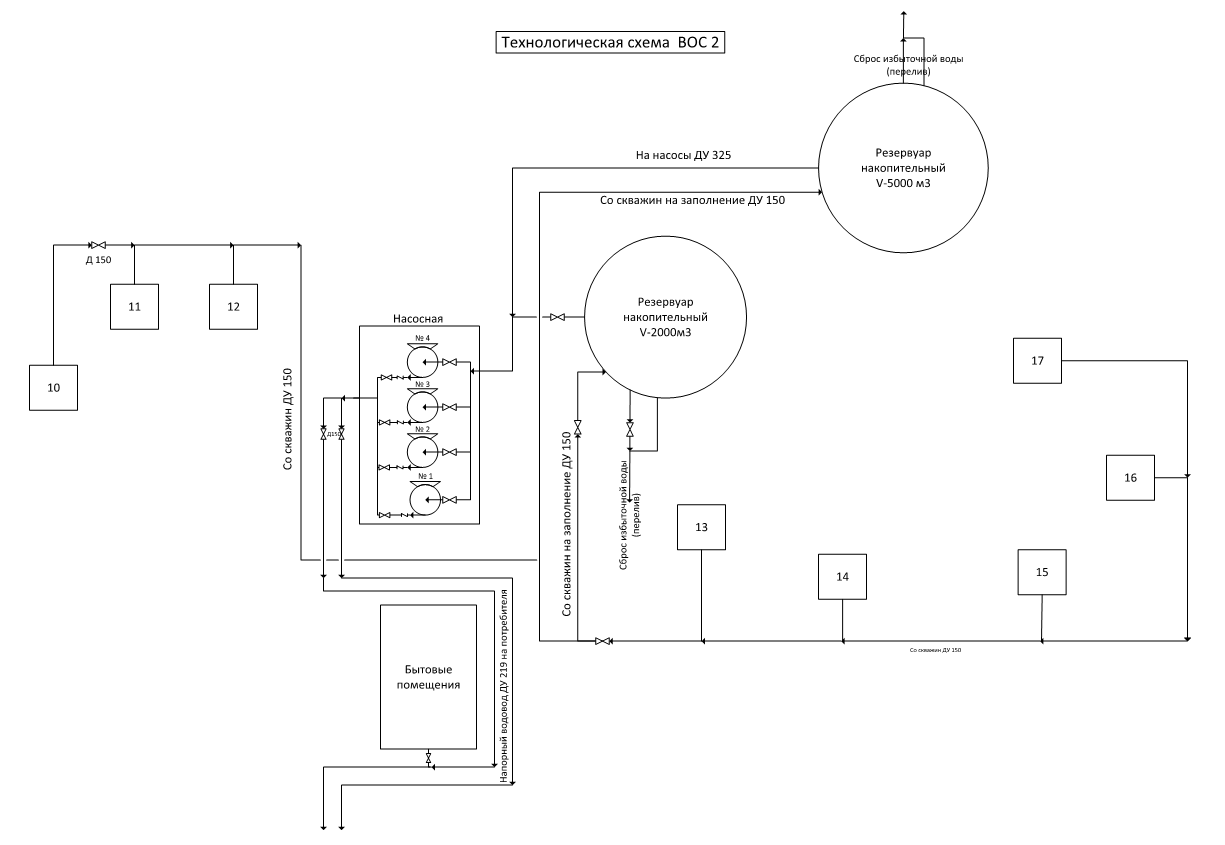 Технологическая схема ВОС 2
Сброс избыточной воды
(перелив)
Резервуар
накопительный
V-5000 м3
На насосы ДУ 325
Со скважин на заполнение ДУ 150
Д 150
11
12
10
Со скважин ДУ 150
Резервуар
накопительный
V-2000м3
Насосная
№ 4
№ 3
№ 2
№ 1
Д150
17
16
Со скважин на заполнение ДУ 150
Сброс избыточной воды
(перелив)
13
14
15
Со скважин ДУ 150
Бытовые
помещения
Напорный водовод ДУ 219 на потребителя